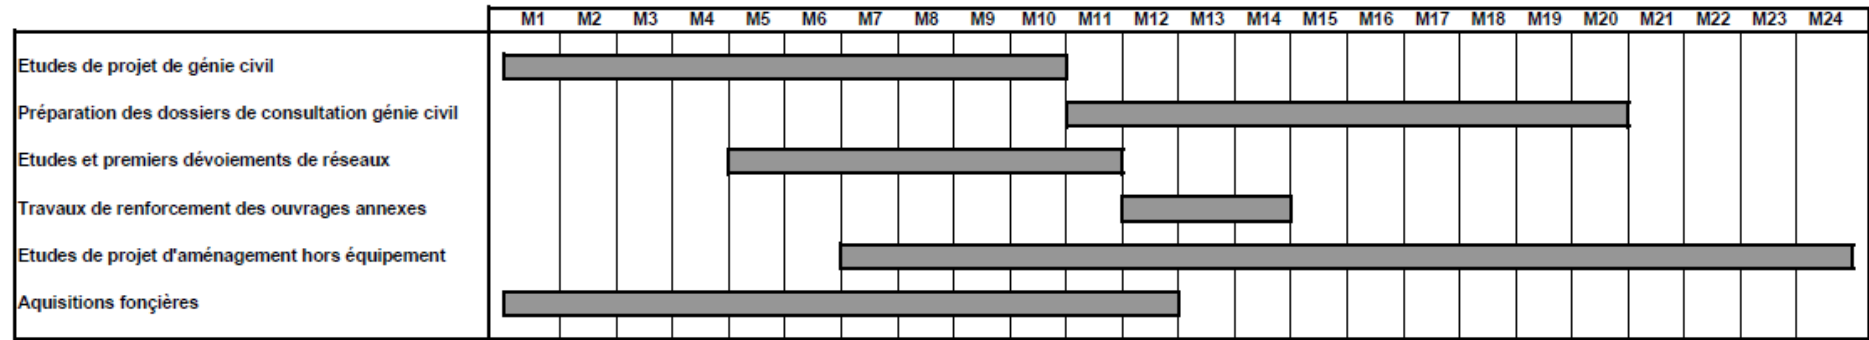 M1 M2 M3 M4 M5 M6 M7 M8 M9 M10 M11 M12 M13 M14 M15 M16 M17 M18 M19 M20 M21 M22 M23 M24
Etudes de projet de génie civil
Préparation des dossiers de consultation génie civil
Etudes et premiers dévoiements de réseaux
Travaux de renforcement des ouvrages annexes
Etudes de projet d'aménagement hors équipement
Aquisitions fonçières